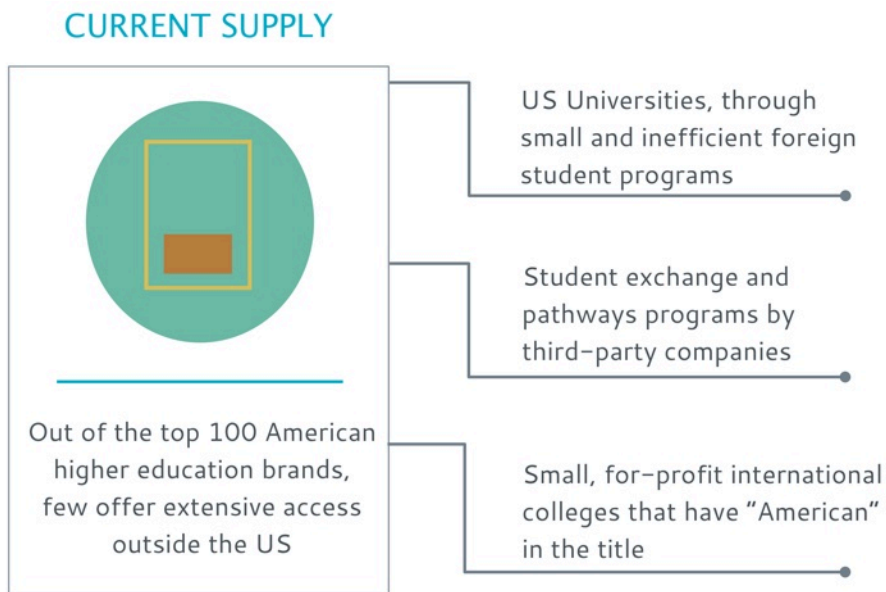 CURRENT SUPPLY
Out of the top 100 American
higher education brands,
few offer extensive access
outside the US
US Universities, through
small and inefficient foreign
student programs
Student exchange and
pathways programs by
third-party companies
Small, for-profit international
colleges that have “American”
in the title